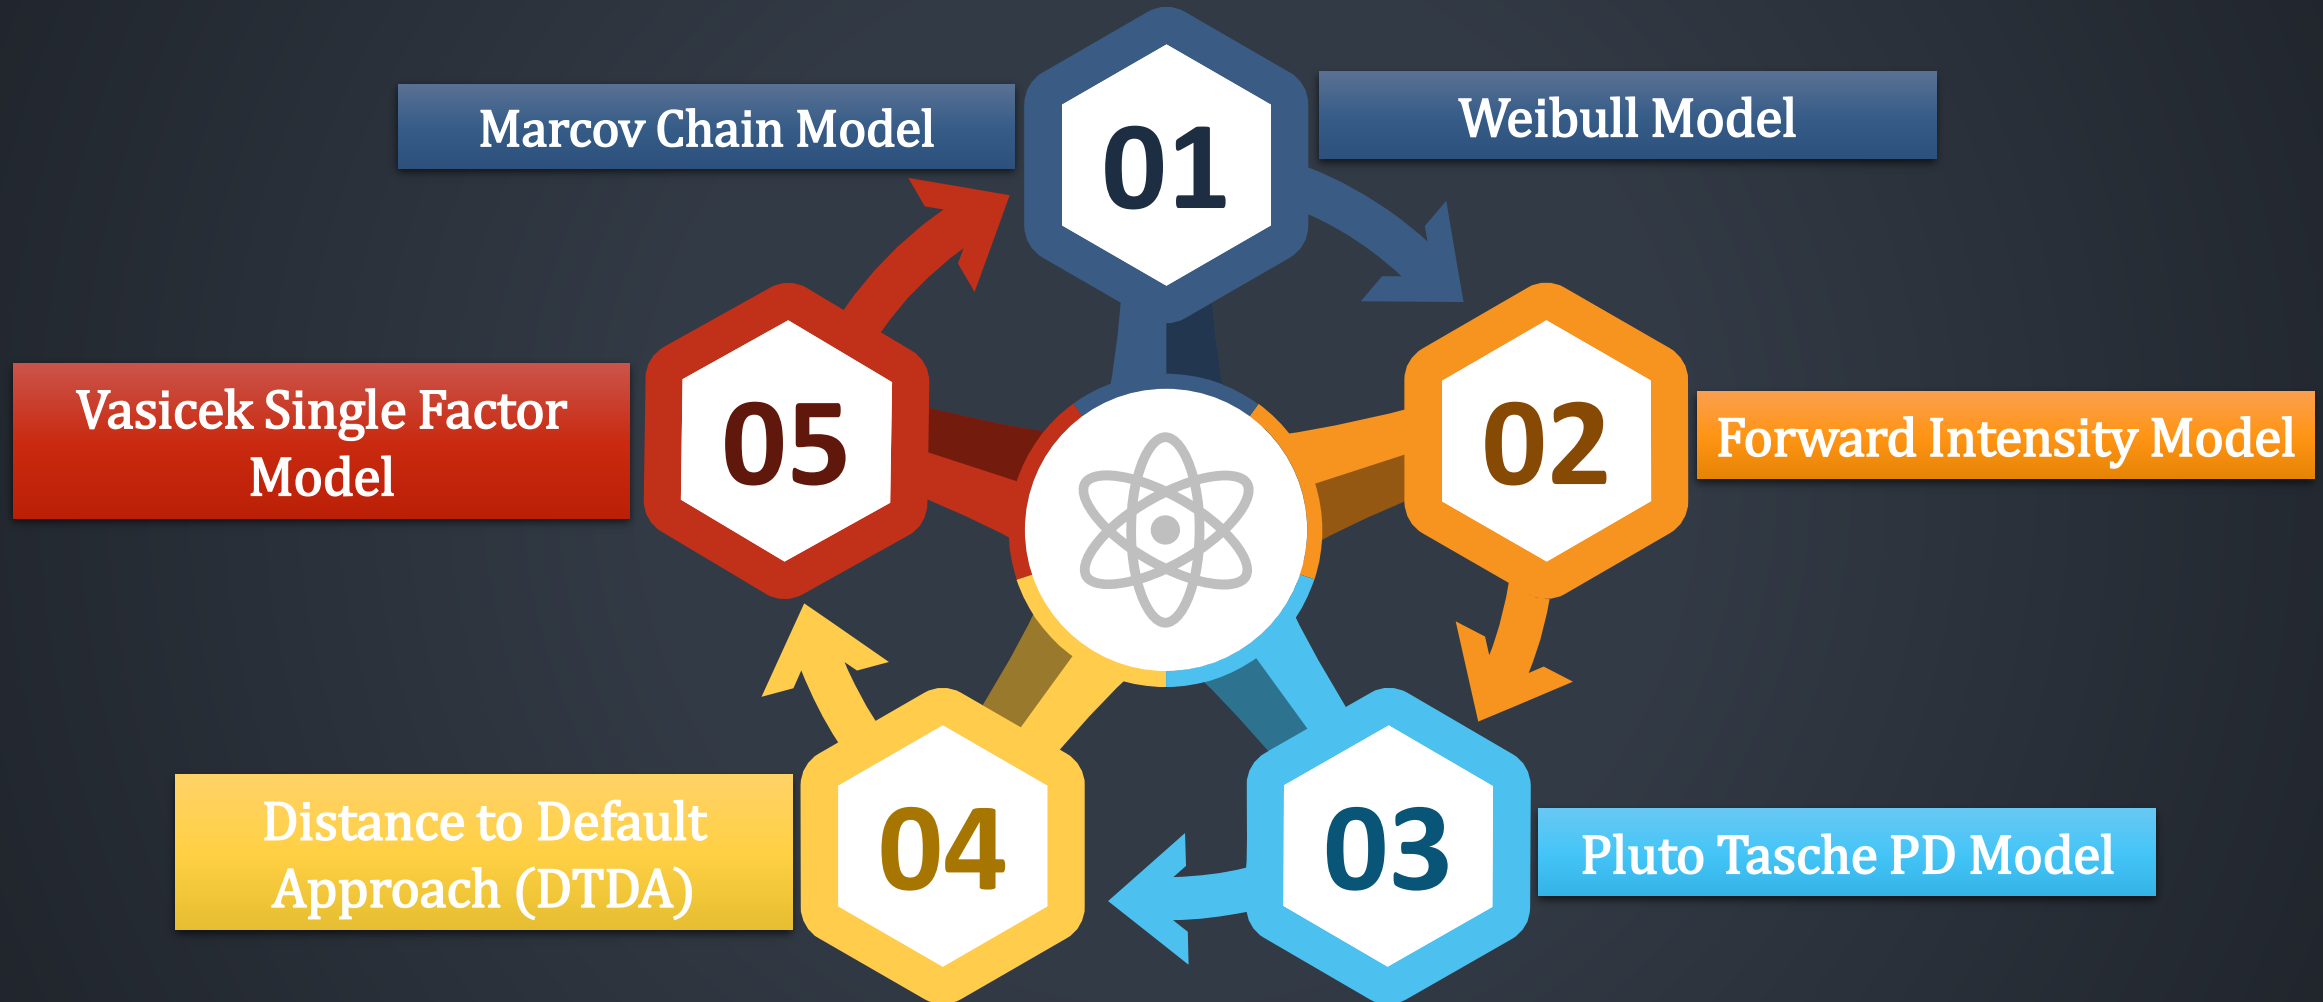 Marcov Chain Model
01
Weibull Model
05
Vasicek Single Factor
Model
02
Forward Intensity Model
04
Distance to Default
Approach (DTDA)
03
Pluto Tasche PD Model